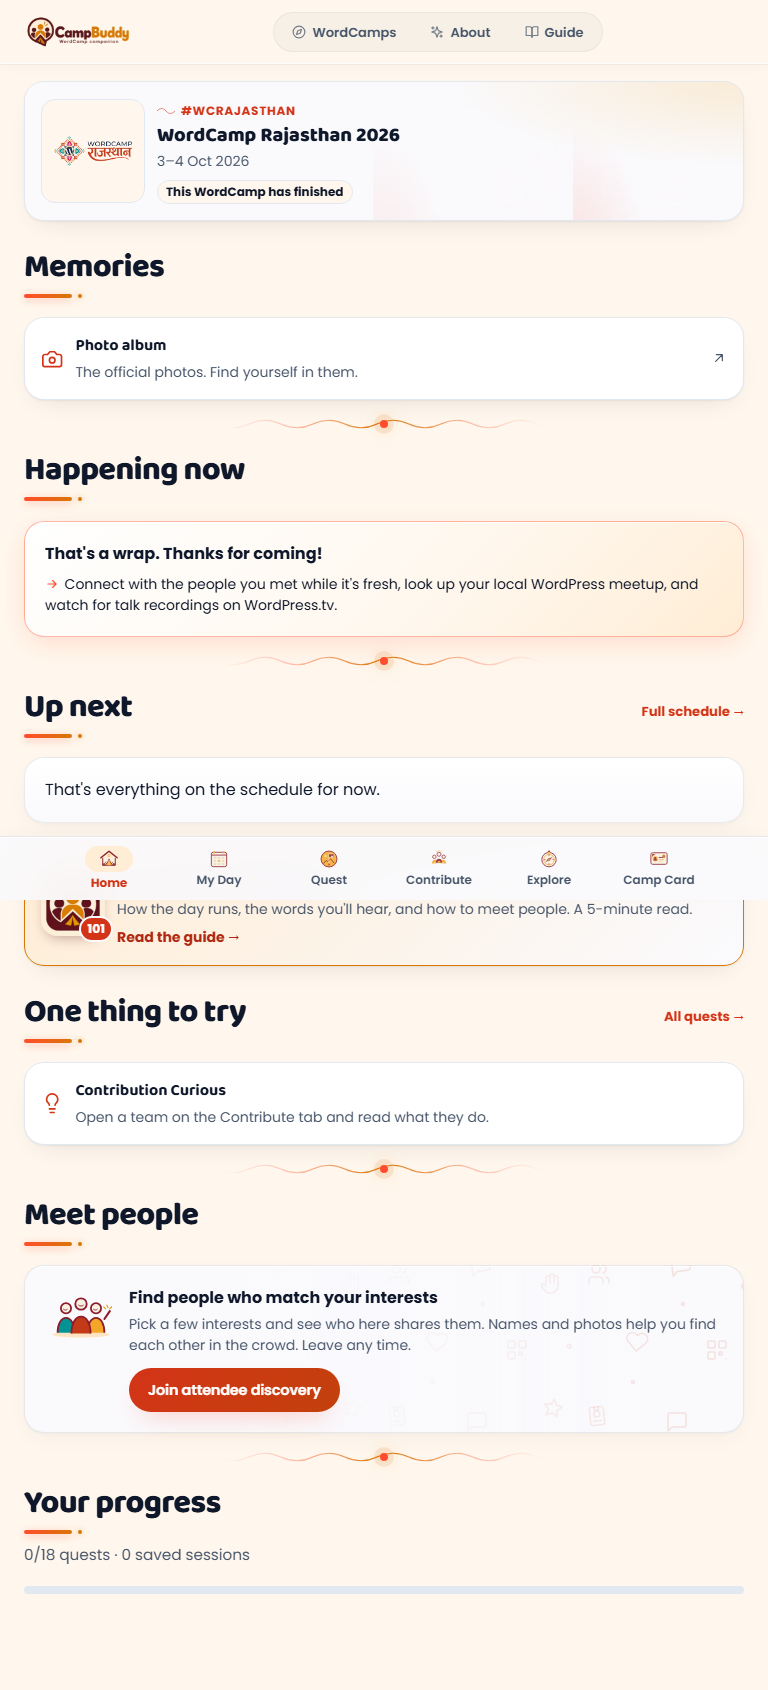 CampBuddy
WordCamp companion
WordCamps
About
Guide
#WCRAJASTHAN
WORDCAMP
राजस्थान
WordCamp Rajasthan 2026
3–4 Oct 2026
This WordCamp has finished
Memories
Photo album
The official photos. Find yourself in them.
Happening now
That's a wrap. Thanks for coming!
→ Connect with the people you met while it's fresh, look up your local WordPress meetup, and
watch for talk recordings on WordPress.tv.
Up next
Full schedule →
That's everything on the schedule for now.
Home
My Day
Quest
Contribute
Explore
Camp Card
How the day runs, the words you'll hear, and how to meet people. A 5-minute read.
101
Read the guide →
One thing to try
All quests →
Contribution Curious
Open a team on the Contribute tab and read what they do.
Meet people
Find people who match your interests
Pick a few interests and see who here shares them. Names and photos help you find
each other in the crowd. Leave any time.
Join attendee discovery
Your progress
0/18 quests · 0 saved sessions